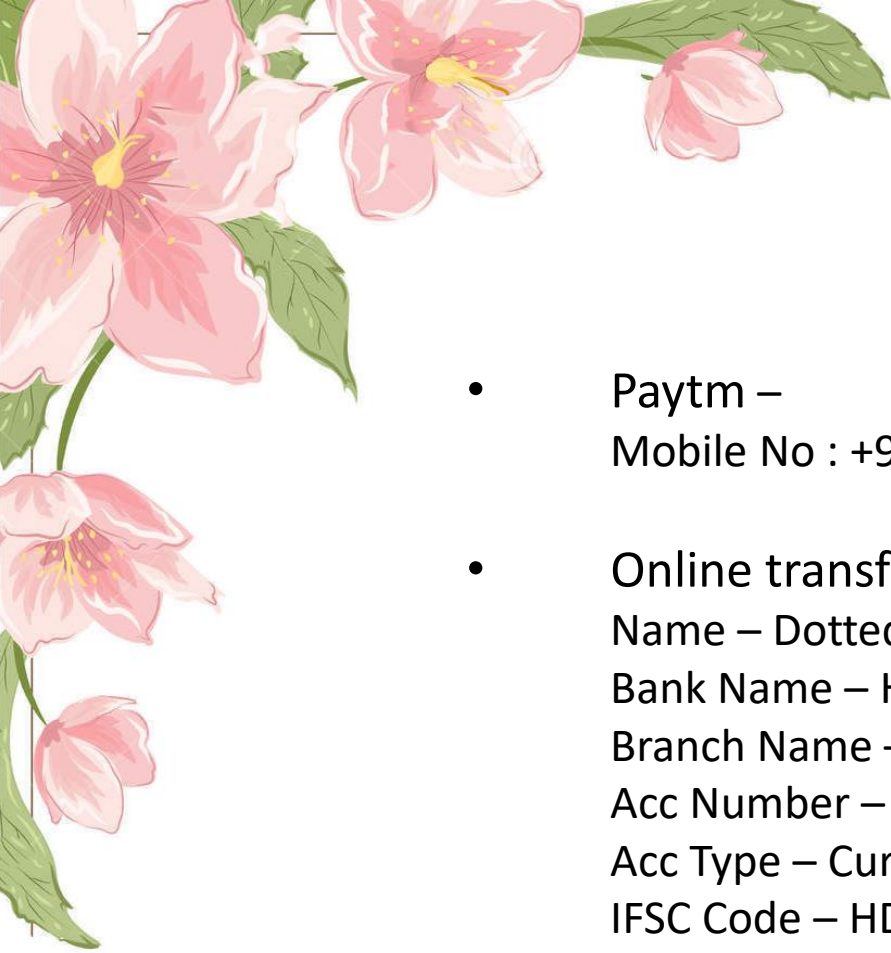 • Paytm –
Mobile No : +9
• Online transf
Name – Dotted
Bank Name – H
Branch Name -
Acc Number –
Acc Type – Cur
IFSC Code – HD